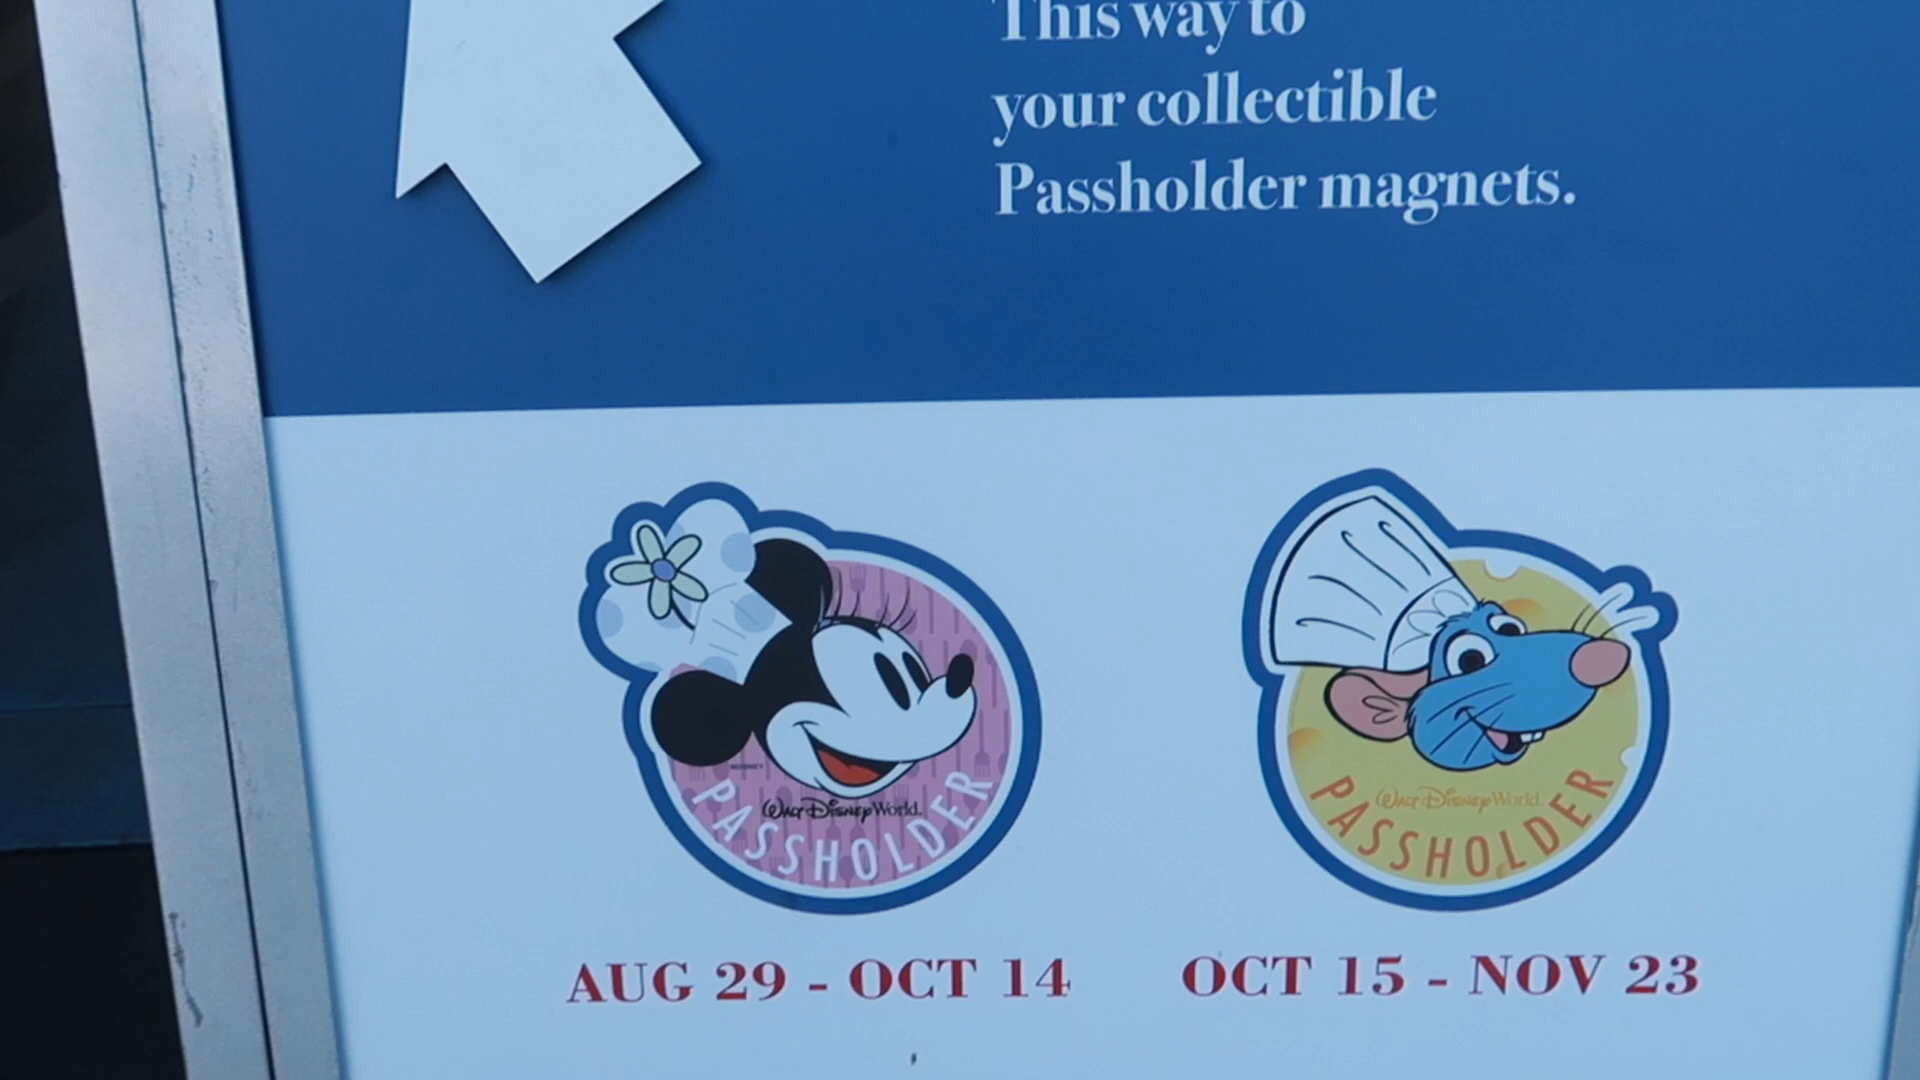 This way to
your collectible
Passholder magnets.
Walt Disney World.
PASSHOLDER
Walt Disney World.
PASSHOLDER
AUG 29 - OCT 14
OCT 15 - NOV 23